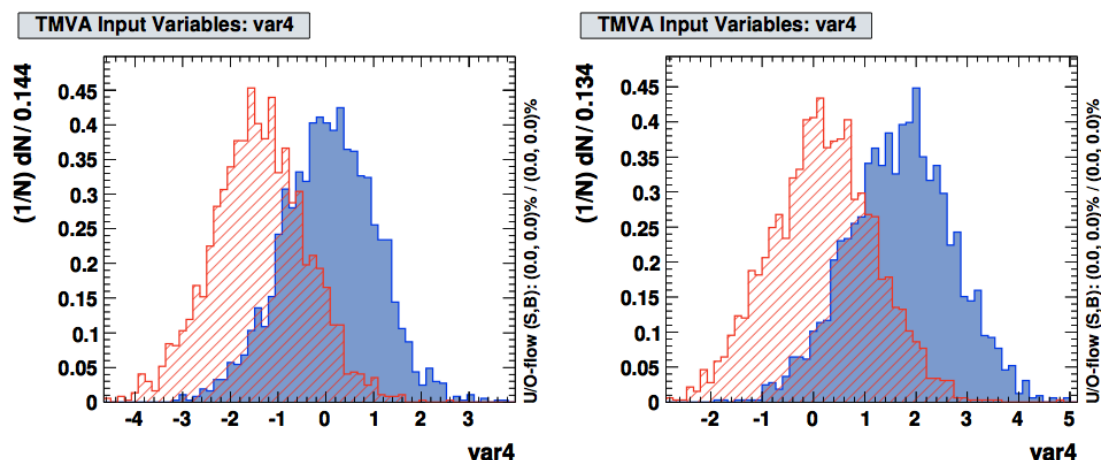 TMVA Input Variables: var4
(1/N) dN / 0.144
0.45
0.4
0.35
0.3
0.25
0.2
0.15
0.1
0.05
0
-4 -3 -2 -1 0 1 2 3
var4
U/O-flow (S,B): (0.0, 0.0)% / (0.0, 0.0)%
TMVA Input Variables: var4
(1/N) dN / 0.134
0.45
0.4
0.35
0.3
0.25
0.2
0.15
0.1
0.05
0
-2 -1 0 1 2 3 4 5
var4
U/O-flow (S,B): (0.0, 0.0)% / (0.0, 0.0)%